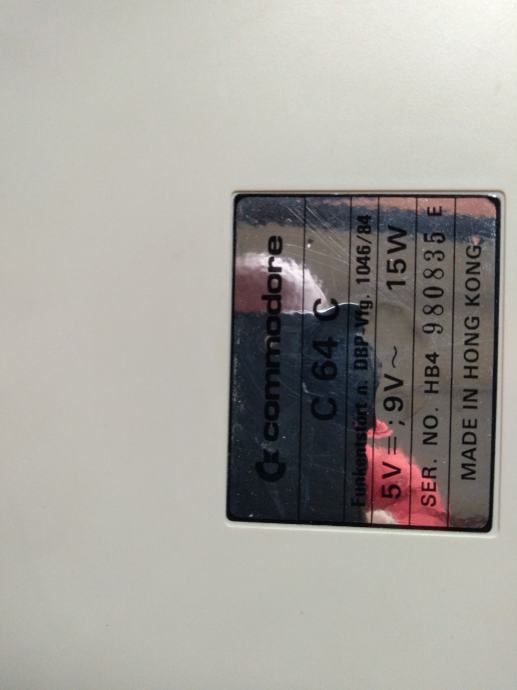 commodore
C 64 C
Funkentstört n. DBP-Vfg. 1046/84
5V=; 9V~ 15W
SER. NO. HB4 980835 E
MADE IN HONG KONG